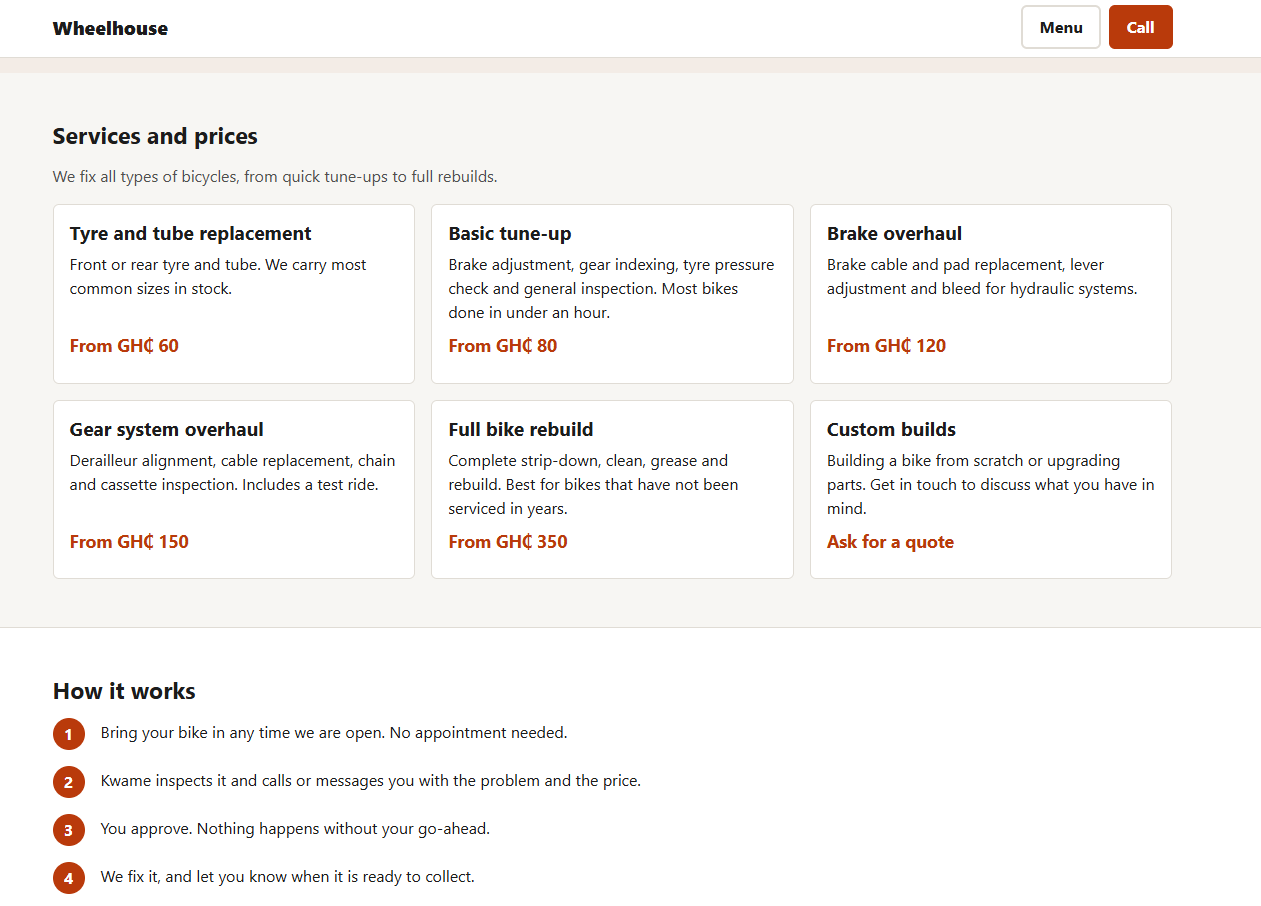 Wheelhouse
Menu
Call
Services and prices
We fix all types of bicycles, from quick tune-ups to full rebuilds.
Tyre and tube replacement
Front or rear tyre and tube. We carry most
common sizes in stock.
From GH₵ 60
Basic tune-up
Brake adjustment, gear indexing, tyre pressure
check and general inspection. Most bikes
done in under an hour.
From GH₵ 80
Brake overhaul
Brake cable and pad replacement, lever
adjustment and bleed for hydraulic systems.
From GH₵ 120
Gear system overhaul
Derailleur alignment, cable replacement, chain
and cassette inspection. Includes a test ride.
From GH₵ 150
Full bike rebuild
Complete strip-down, clean, grease and
rebuild. Best for bikes that have not been
serviced in years.
From GH₵ 350
Custom builds
Building a bike from scratch or upgrading
parts. Get in touch to discuss what you have in
mind.
Ask for a quote
How it works
1 Bring your bike in any time we are open. No appointment needed.
2 Kwame inspects it and calls or messages you with the problem and the price.
3 You approve. Nothing happens without your go-ahead.
4 We fix it, and let you know when it is ready to collect.